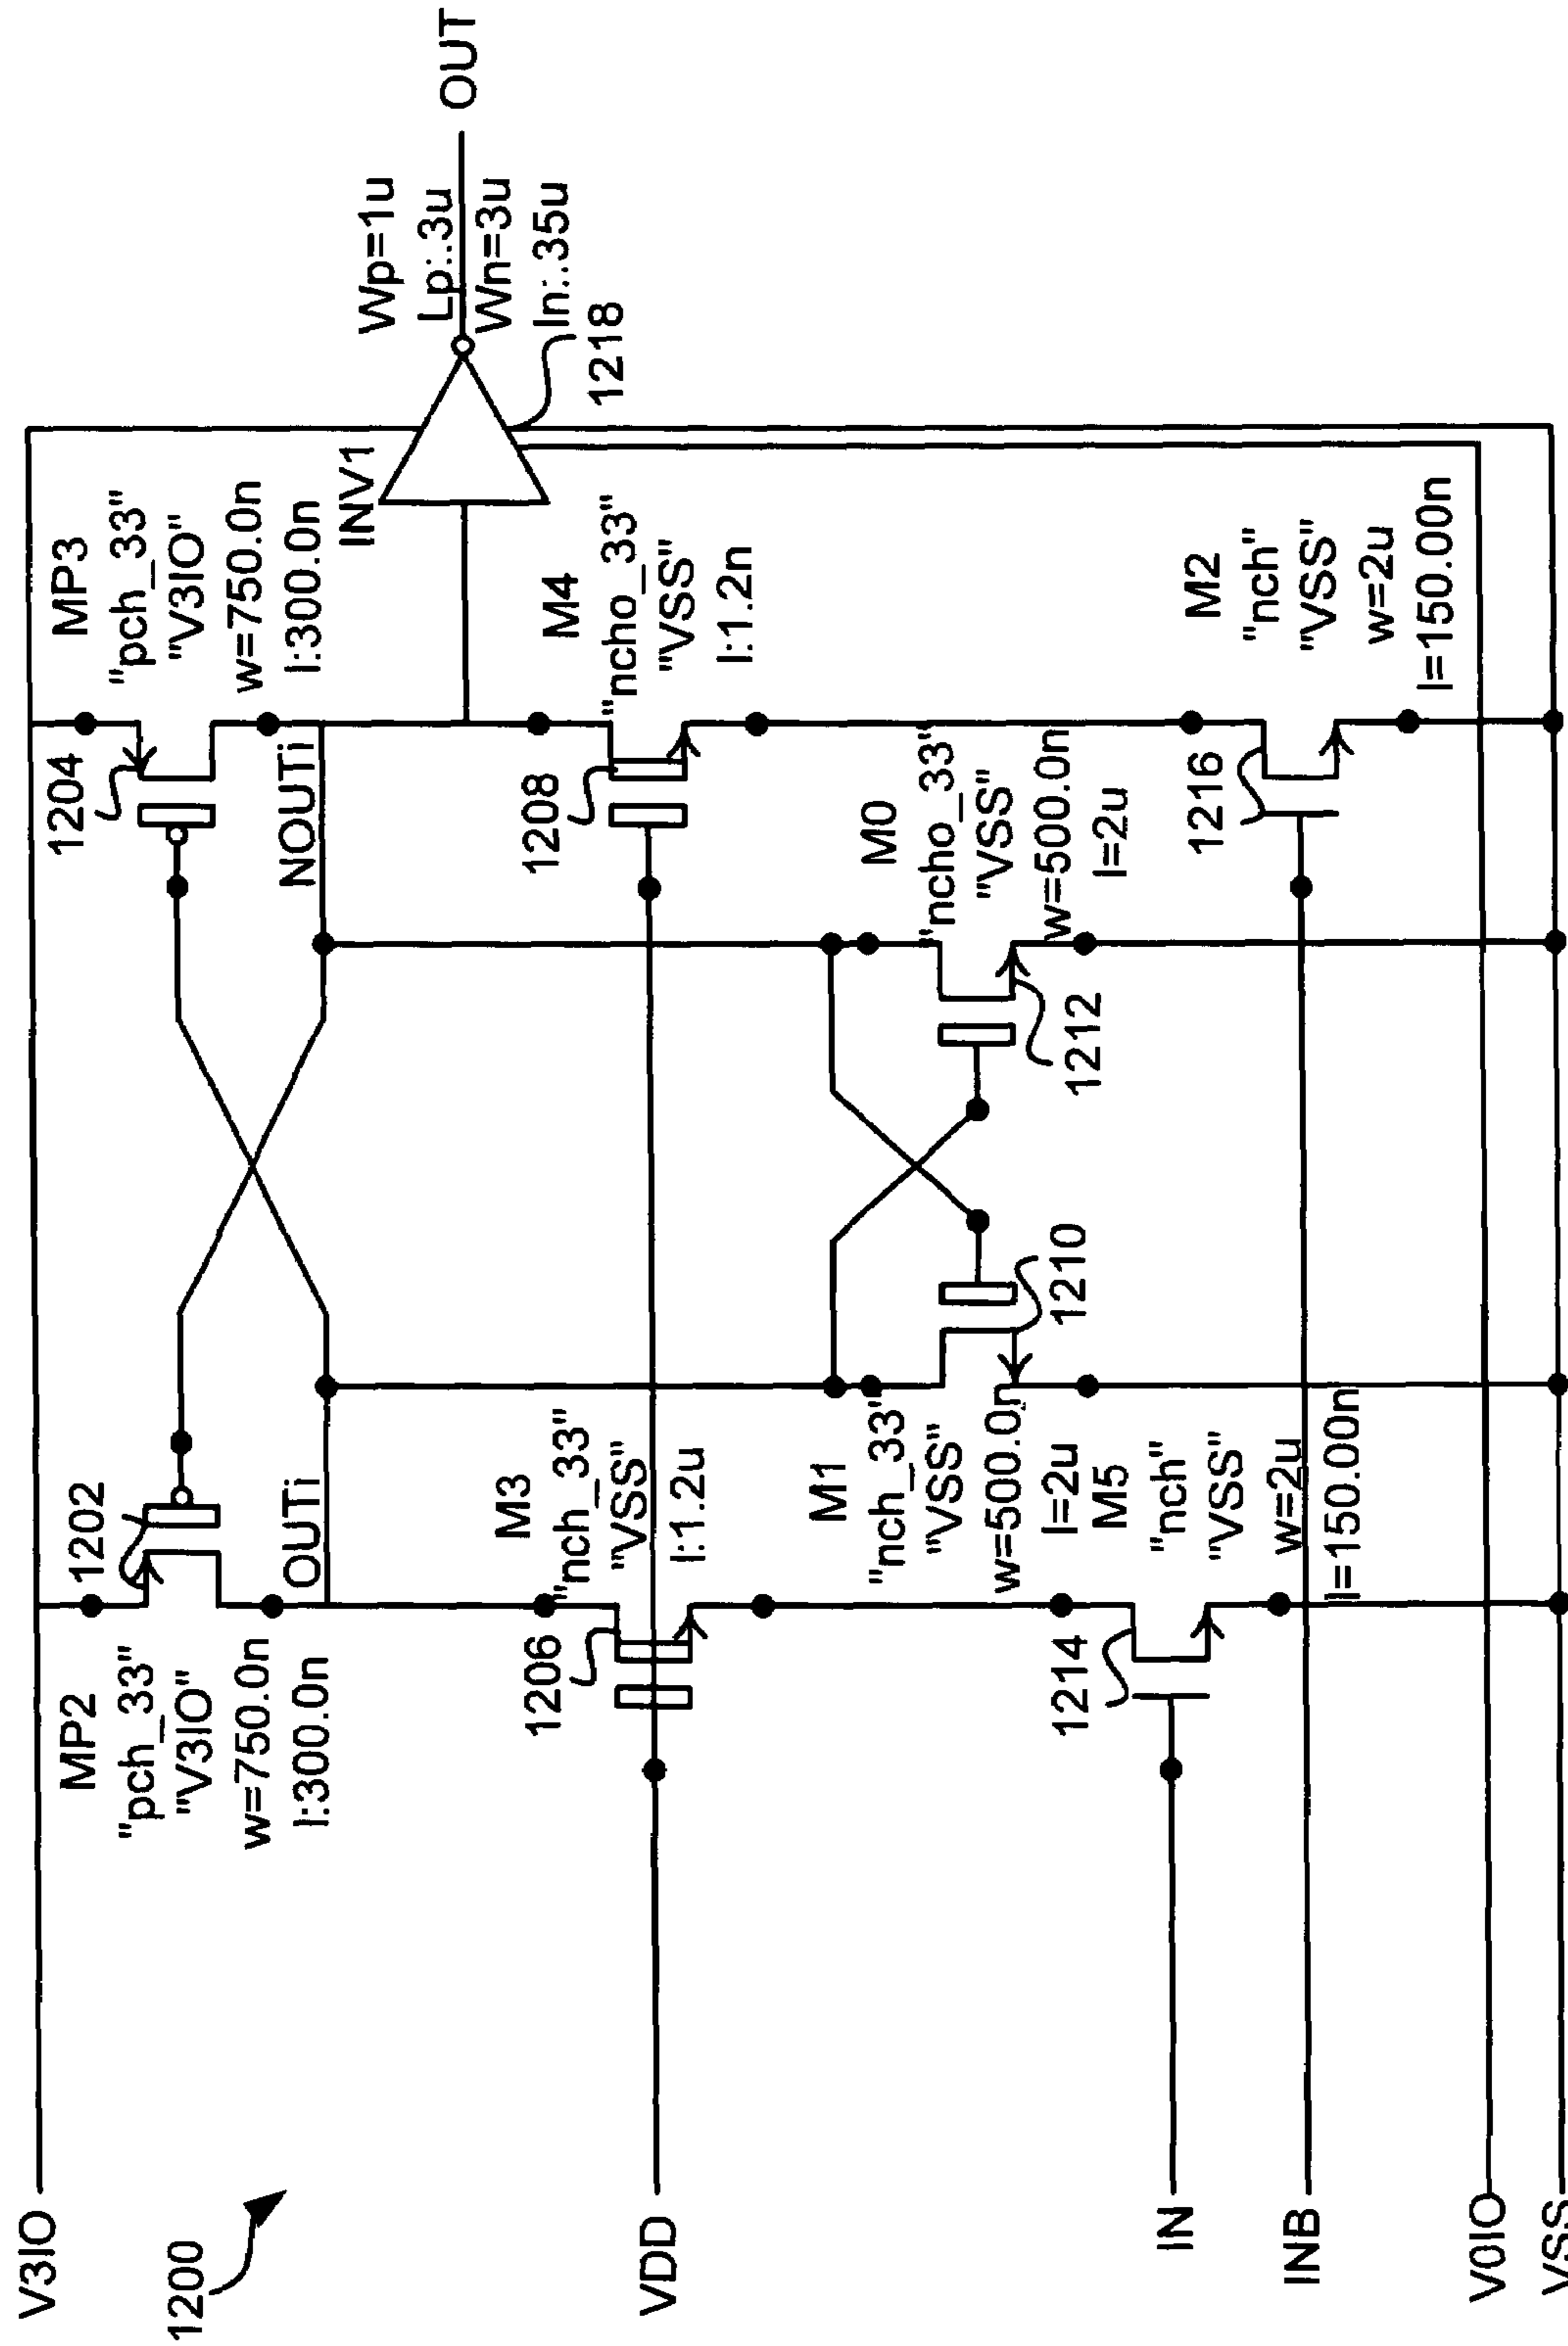 V3IO
1200
VDD
IN
INB
V0IO
VSS
MP2
"pch_33"
"V3IO"
w=750.0n
l:300.0n
1202
OUTi
1206
M3
"nch_33"
"VSS"
l:1.2u
M1
"nch_33"
"VSS"
w=500.0n
l=2u
1210
1214
M5
"nch"
"VSS"
w=2u
l=150.00n
1204
NOUTi
MP3
"pch_33"
"V3IO"
w=750.0n
l:300.0n
1208
M4
"ncho_33"
"VSS"
l:1.2n
M0
"ncho_33"
"VSS"
w=500.0n
l=2u
1212
1216
M2
"nch"
"VSS"
w=2u
l=150.00n
INV1
1218
Wp=1u
Lp:.3u
Wn=3u
ln:.35u
OUT